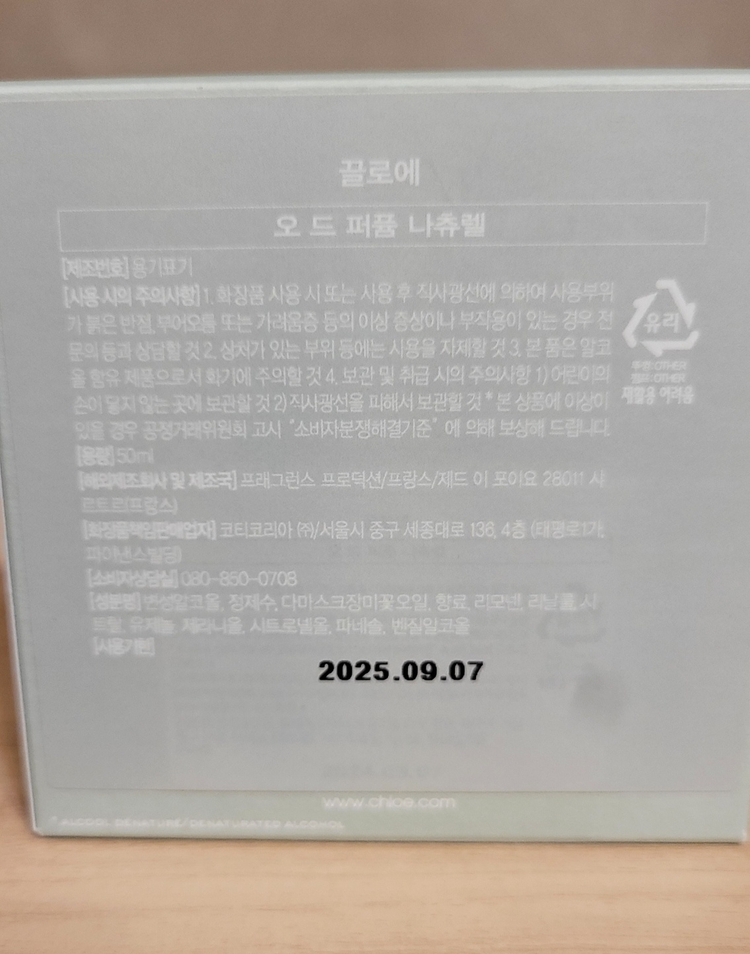 끌로에
오 드 퍼퓸 나츄렐
[제조번호] 용기표기
[사용 시의 주의사항] 1. 화장품 사용 시 또는 사용 후 직사광선에 의하여 사용부위
가 붉은 반점, 부어오름 또는 가려움증 등의 이상 증상이나 부작용이 있는 경우 전
문의 등과 상담할 것 2. 상처가 있는 부위 등에는 사용을 자제할 것 3. 본 품은 알코
올 함유 제품으로서 화기에 주의할 것 4. 보관 및 취급 시의 주의사항 1) 어린이의
손이 닿지 않는 곳에 보관할 것 2) 직사광선을 피해서 보관할 것 * 본 상품에 이상이
있을 경우 공정거래위원회 고시 "소비자분쟁해결기준" 에 의해 보상해 드립니다.
유리
뚜껑:OTHER
펌프:OTHER
재활용 어려움
[용량] 50ml
[해외제조회사 및 제조국] 프래그런스 프로덕션/프랑스/제드 이 포이요 28011 샤
르트르(프랑스)
[화장품책임판매업자] 코티코리아 ㈜/서울시 중구 세종대로 136, 4층 (태평로1가,
파이낸스빌딩)
[소비자상담실] 080-850-0708
[성분명] 변성알코올, 정제수, 다마스크장미꽃오일, 향료, 리모넨, 리날룰, 시
트랄, 유제놀, 제라니올, 시트로넬올, 파네솔, 벤질알코올
[사용기한]
2025.09.07
www.chloe.com
* ALCOOL DENATURE/DENATURATED ALCOHOL